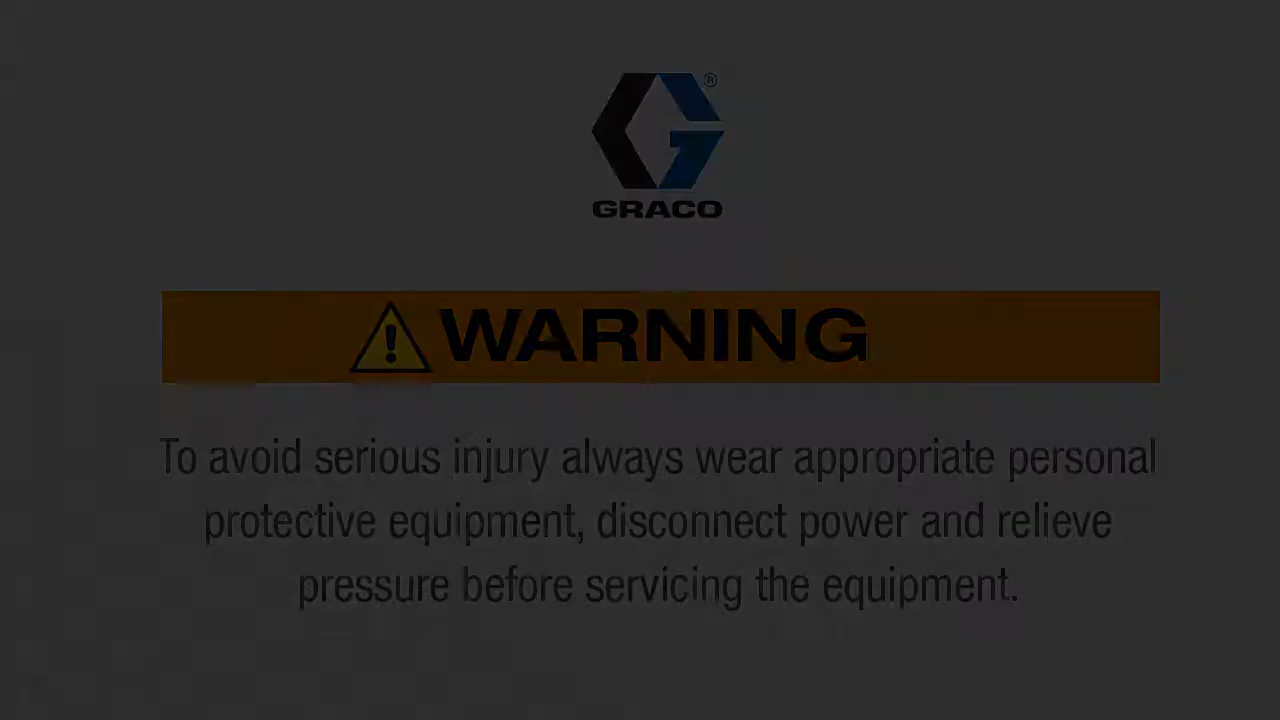 ®
GRACO
WARNING
To avoid serious injury always wear appropriate personal
protective equipment, disconnect power and relieve
pressure before servicing the equipment.